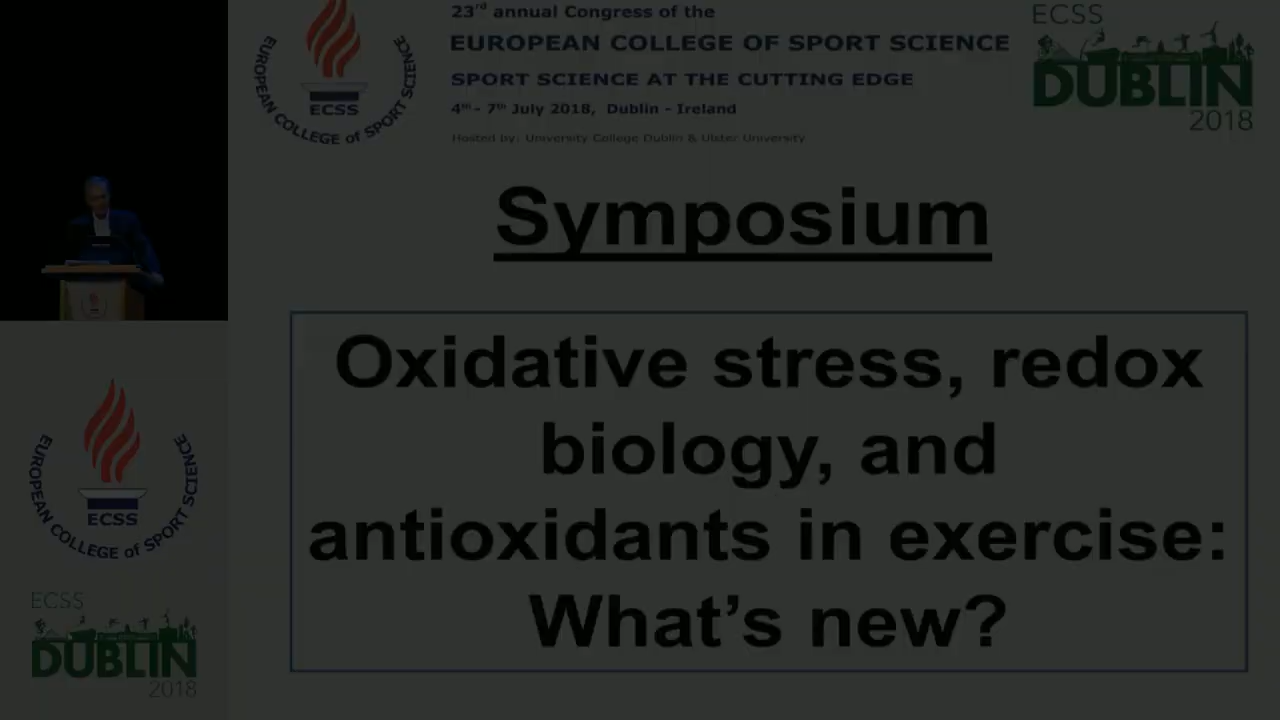 23rd annual Congress of the
EUROPEAN COLLEGE OF SPORT SCIENCE
SPORT SCIENCE AT THE CUTTING EDGE
4th - 7th July 2018, Dublin - Ireland
Hosted by: University College Dublin & Ulster University
EUROPEAN COLLEGE of SPORT SCIENCE
ECSS
ECSS
DUBLIN
2018
Symposium
Oxidative stress, redox
biology, and
antioxidants in exercise:
What's new?
EUROPEAN COLLEGE of SPORT SCIENCE
ECSS
ECSS
DUBLIN
2018